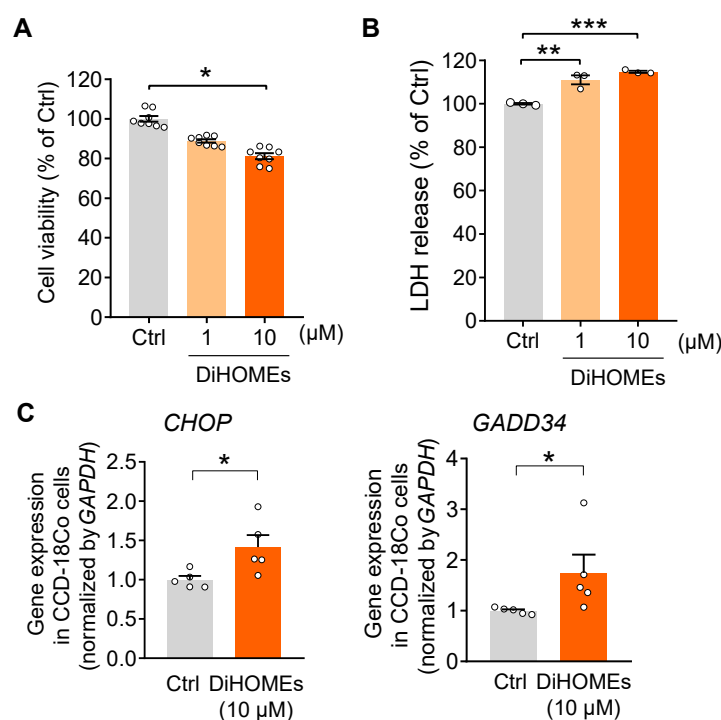 A
Cell viability (% of Ctrl)
120
100
80
60
40
20
0
*
Ctrl
1
10
(µM)
DiHOMEs
B
LDH release (% of Ctrl)
120
100
80
60
40
20
0
**
***
Ctrl
1
10
(µM)
DiHOMEs
C
CHOP
Gene expression
in CCD-18Co cells
(normalized by GAPDH)
2.5
2.0
1.5
1.0
0.5
0.0
*
Ctrl
DiHOMEs
(10 µM)
GADD34
Gene expression
in CCD-18Co cells
(normalized by GAPDH)
4
3
2
1
0
*
Ctrl
DiHOMEs
(10 µM)